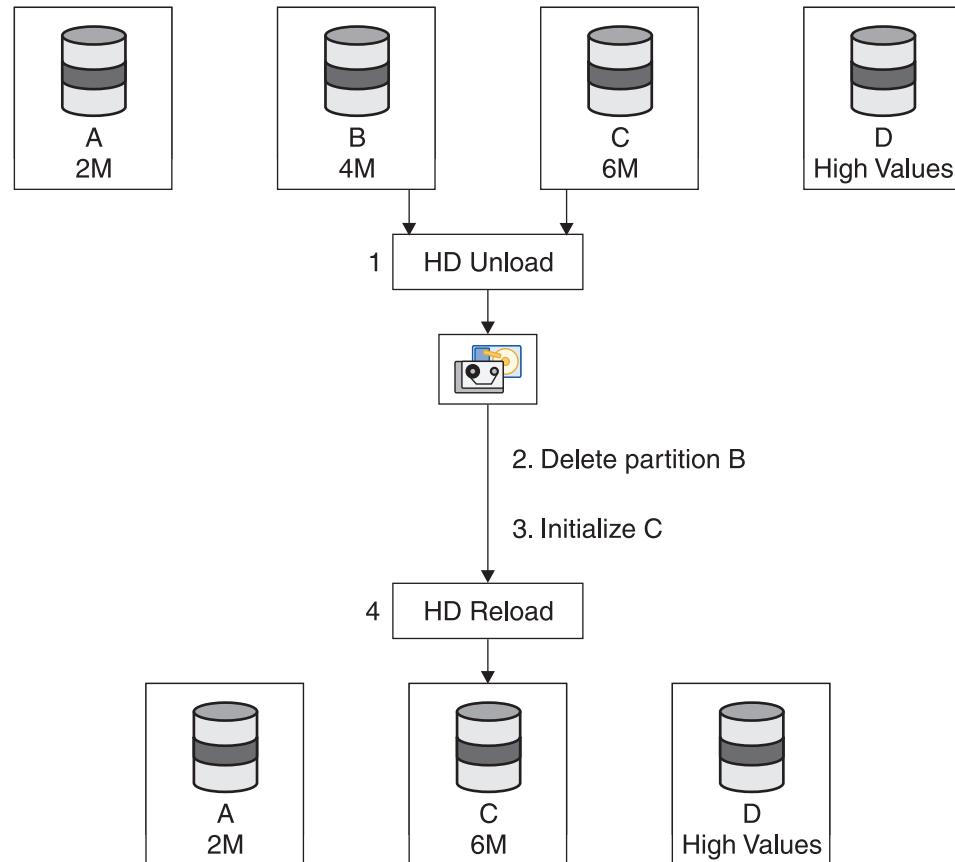 A
2M
B
4M
C
6M
D
High Values
1
HD Unload
2. Delete partition B
3. Initialize C
4
HD Reload
A
2M
C
6M
D
High Values